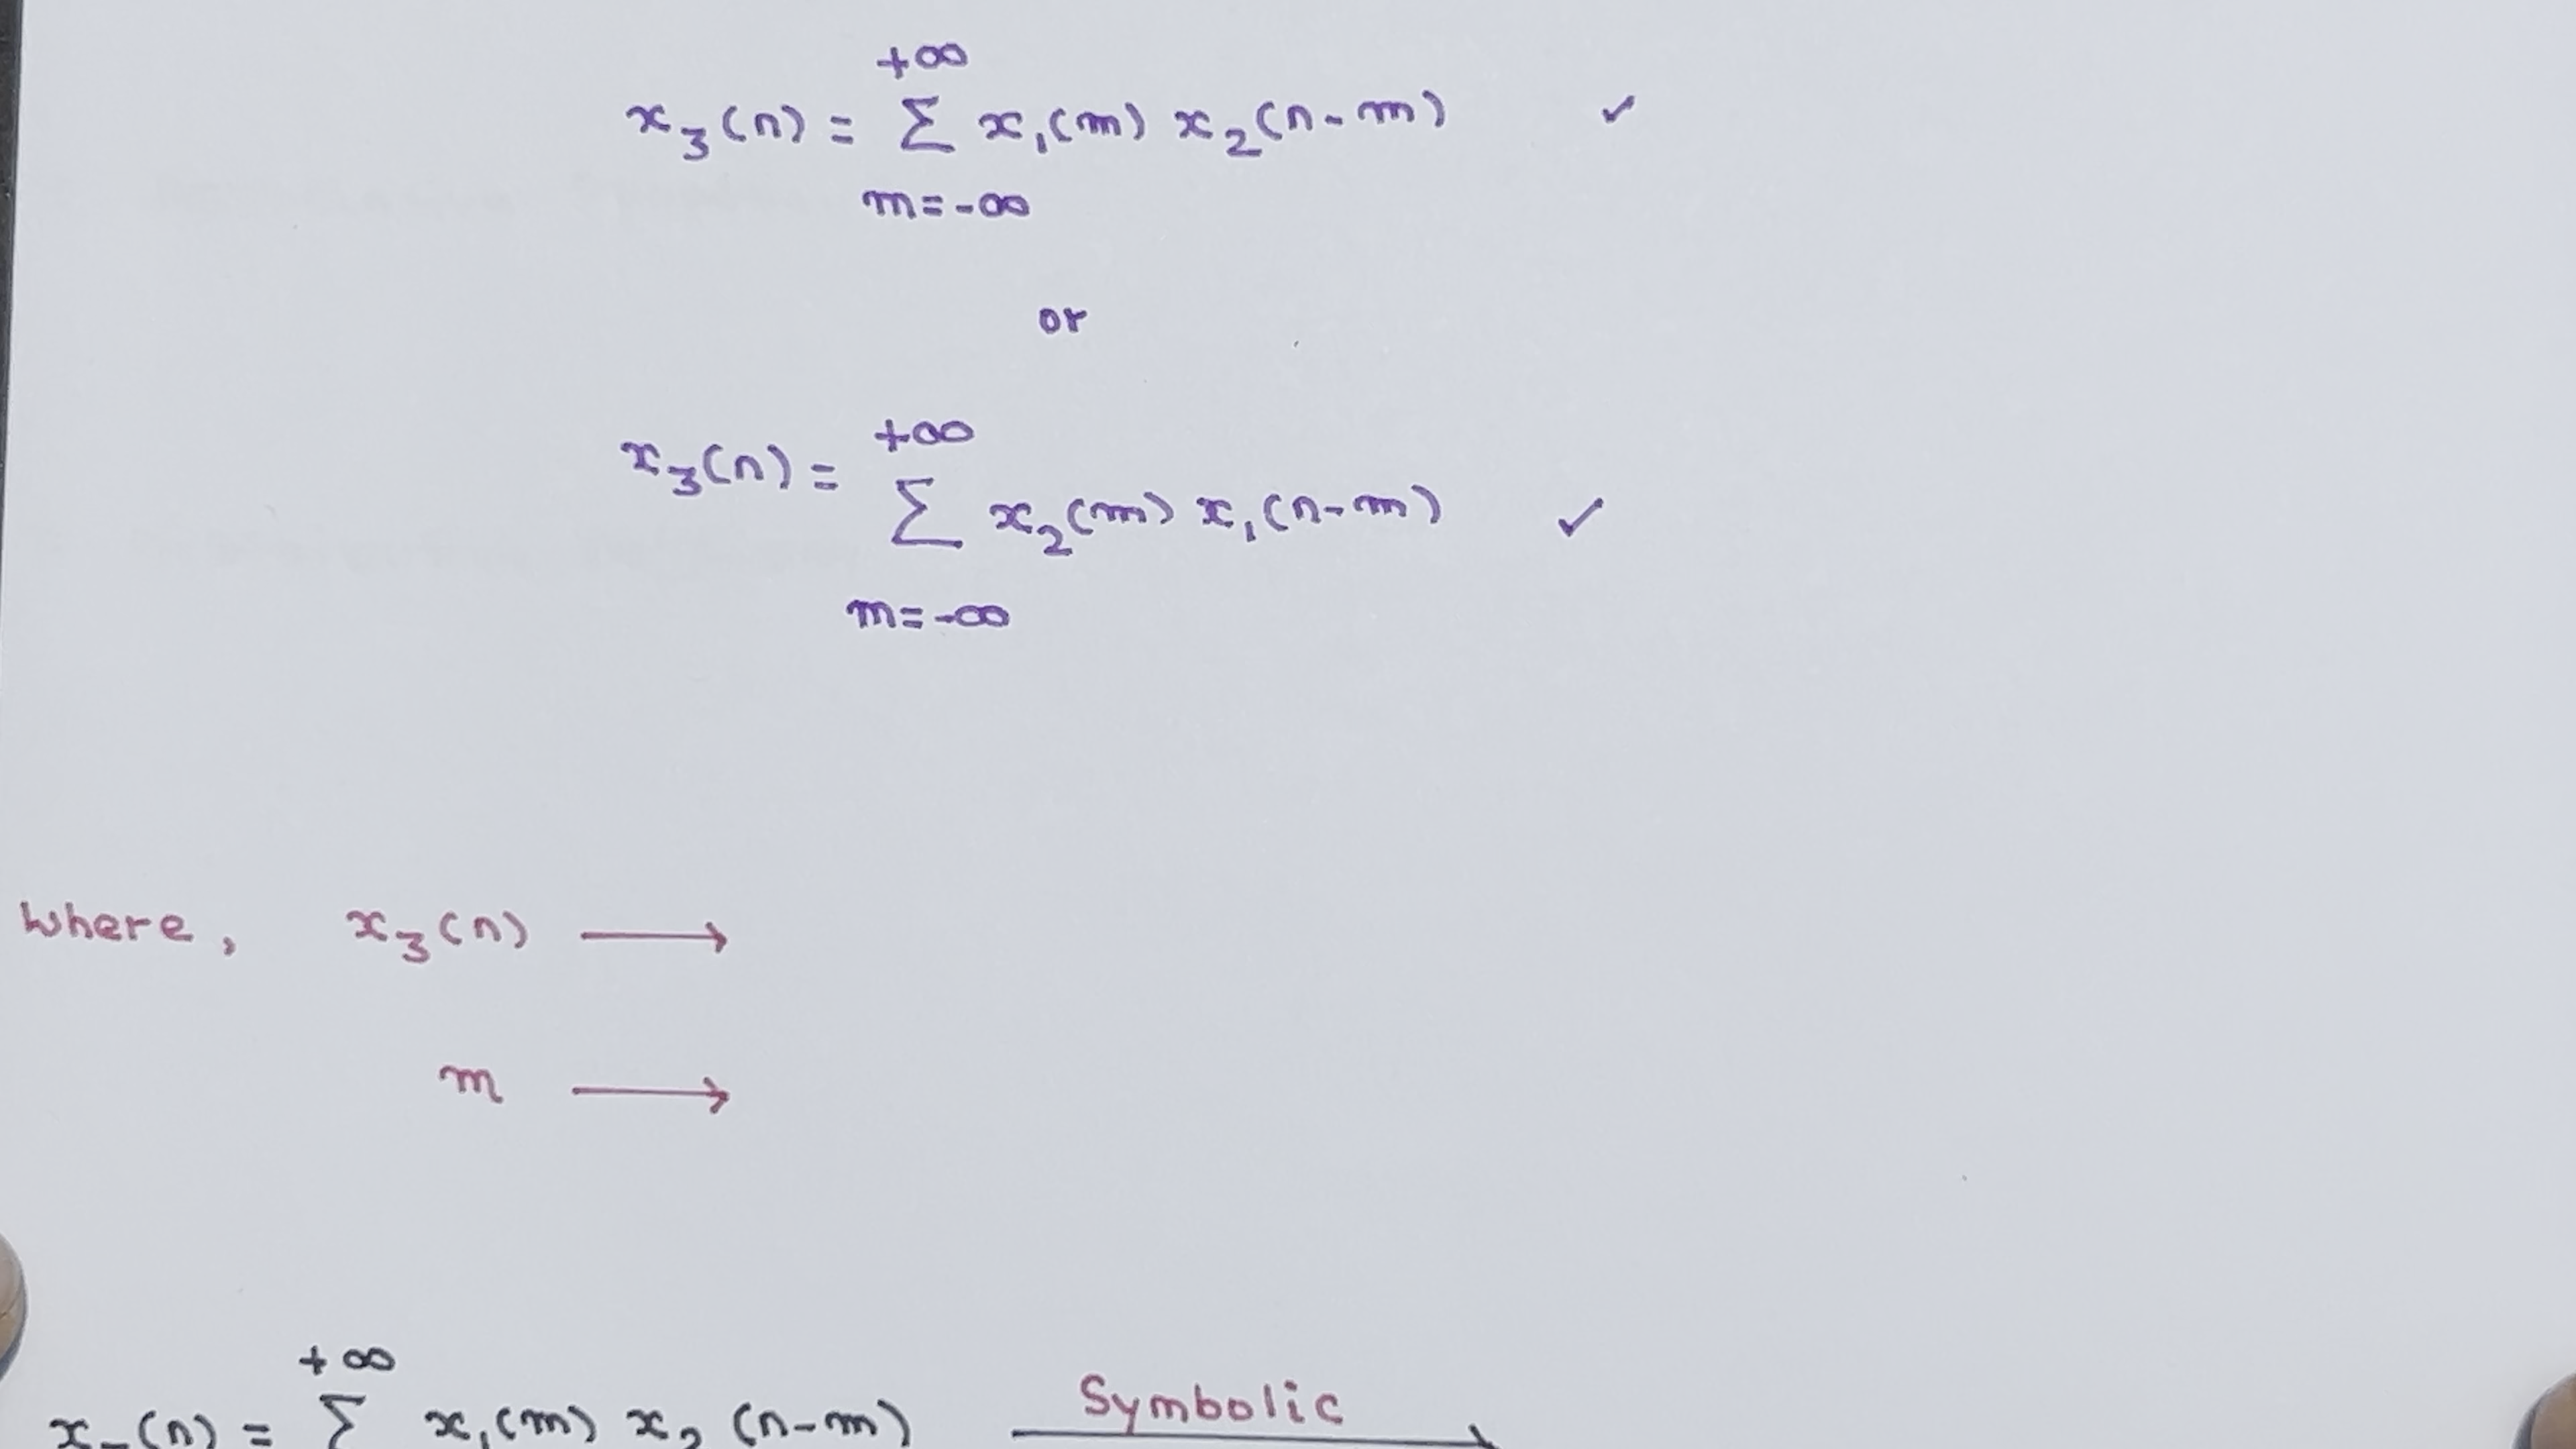 +∞
x₃(n) = Σ x₁(m) x₂(n-m) ✓
m=-∞
or
+∞
x₃(n) = Σ x₂(m) x₁(n-m) ✓
m=-∞
where, x₃(n) ⟶
m ⟶
+∞
(n) = Σ x₁(m) x₂ (n-m) Symbolic ⟶